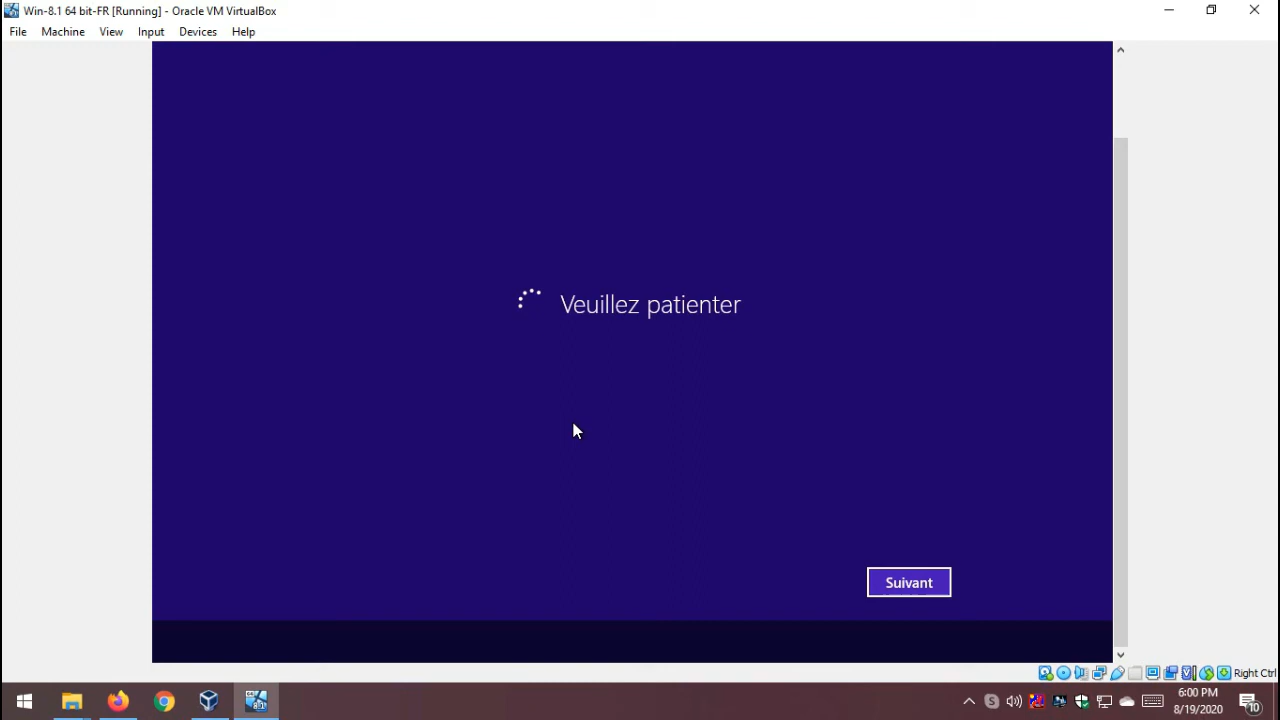 Win-8.1 64 bit-FR [Running] - Oracle VM VirtualBox
File Machine View Input Devices Help
Veuillez patienter
Suivant
Right Ctrl
6:00 PM
8/19/2020
10